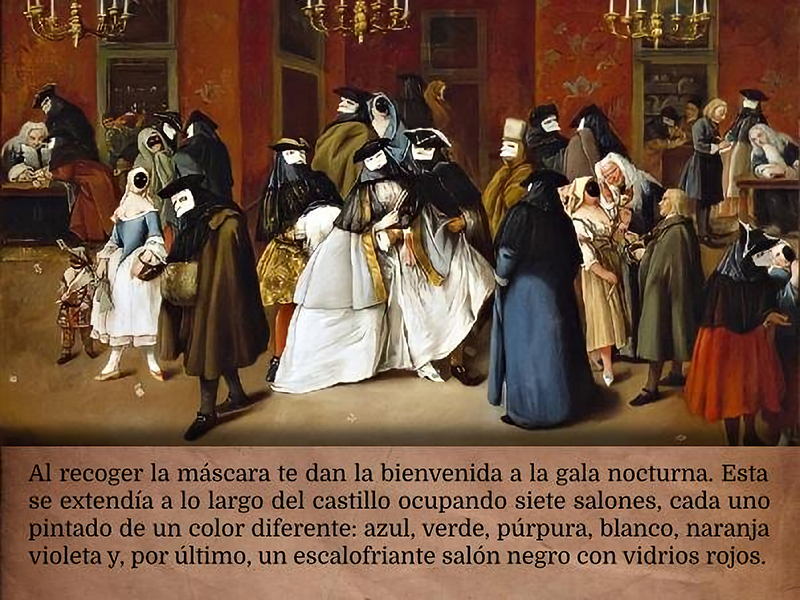 Al recoger la máscara te dan la bienvenida a la gala nocturna. Esta
se extendía a lo largo del castillo ocupando siete salones, cada uno
pintado de un color diferente: azul, verde, púrpura, blanco, naranja
violeta y, por último, un escalofriante salón negro con vidrios rojos.